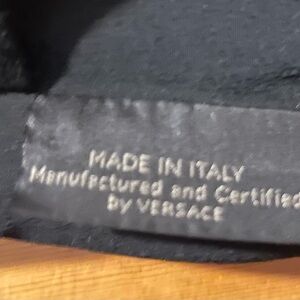 MADE IN ITALY
Manufactured and Certified
by VERSACE